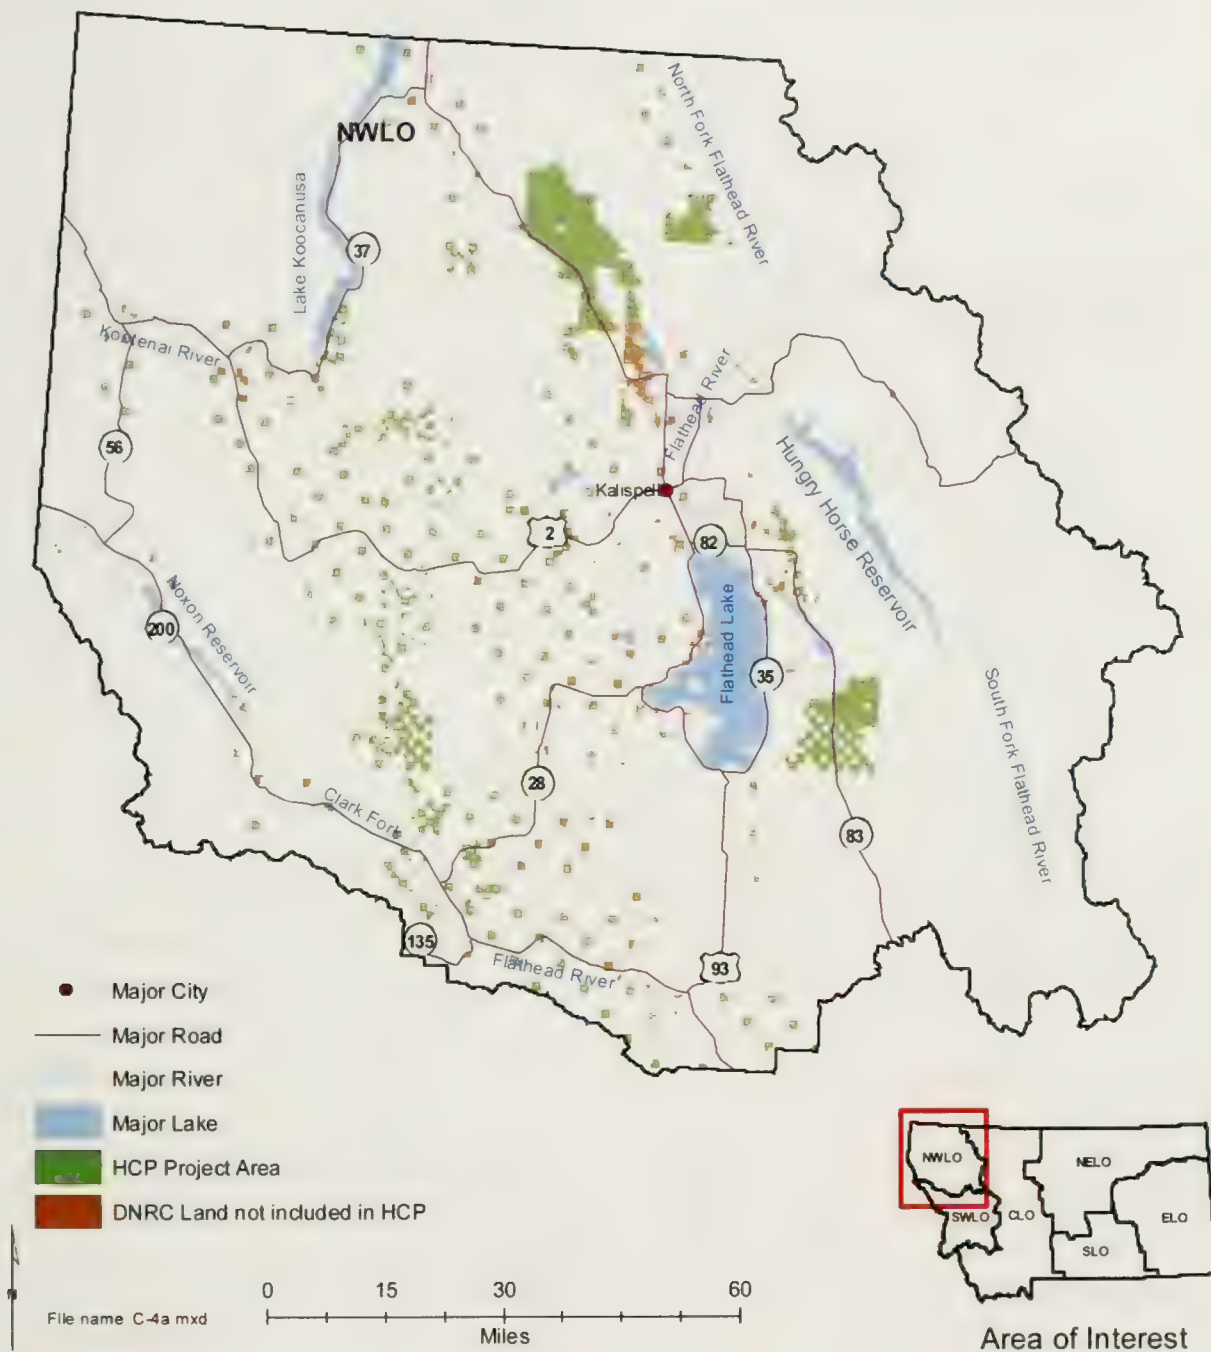 NWLO
North Fork Flathead River
Lake Koocanusa
37
Kootenai River
56
Flathead River
Kalispell
2
82
Hungry Horse Reservoir
Noxon Reservoir
200
Flathead Lake
35
South Fork Flathead River
28
Clark Fork
83
135
Flathead River
93
Major City
Major Road
Major River
Major Lake
HCP Project Area
DNRC Land not included in HCP
File name C-4a mxd
0 15 30 60
Miles
NWLO
NELO
SWLO
CLO
ELO
SLO
Area of Interest